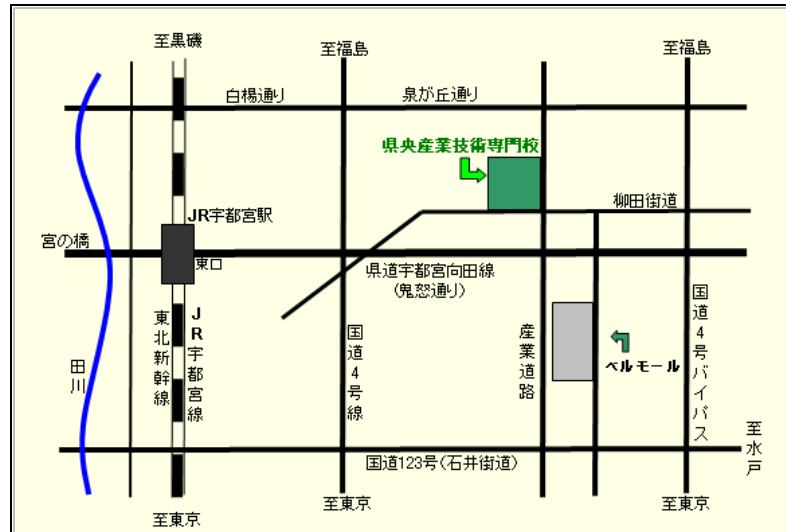 至黒磯
至福島
至福島
白楊通り
泉が丘通り
県央産業技術専門校
柳田街道
JR宇都宮駅
宮の橋
東口
県道宇都宮向田線
(鬼怒通り)
田川
東北新幹線
JR宇都宮線
国道4号線
産業道路
ベルモール
国道4号バイパス
国道123号(石井街道)
至水戸
至東京
至東京
至東京